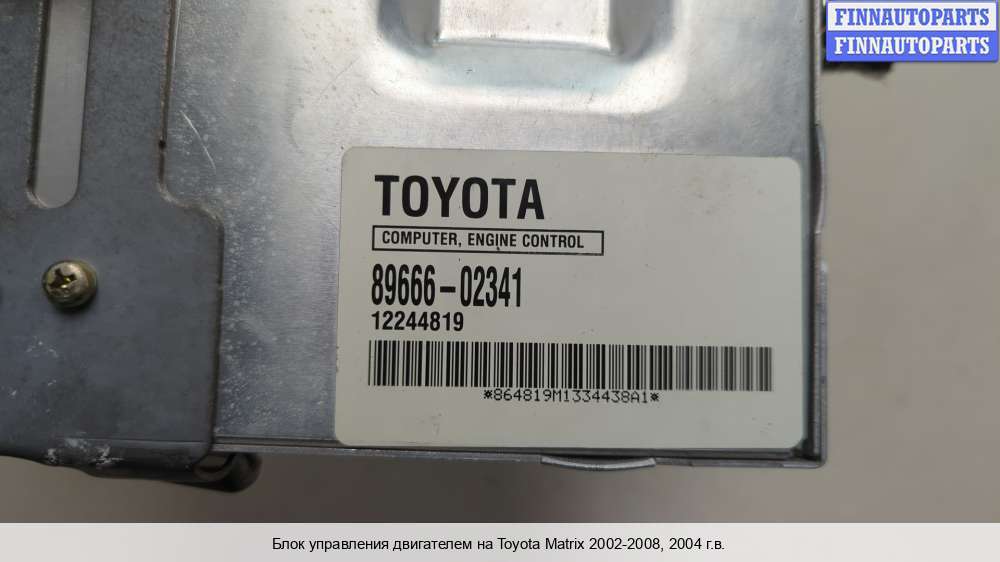 FINNAUTOPARTS
FINNAUTOPARTS
TOYOTA
COMPUTER, ENGINE CONTROL
89666-02341
12244819
*864819M1334438A1*
Блок управления двигателем на Toyota Matrix 2002-2008, 2004 г.в.